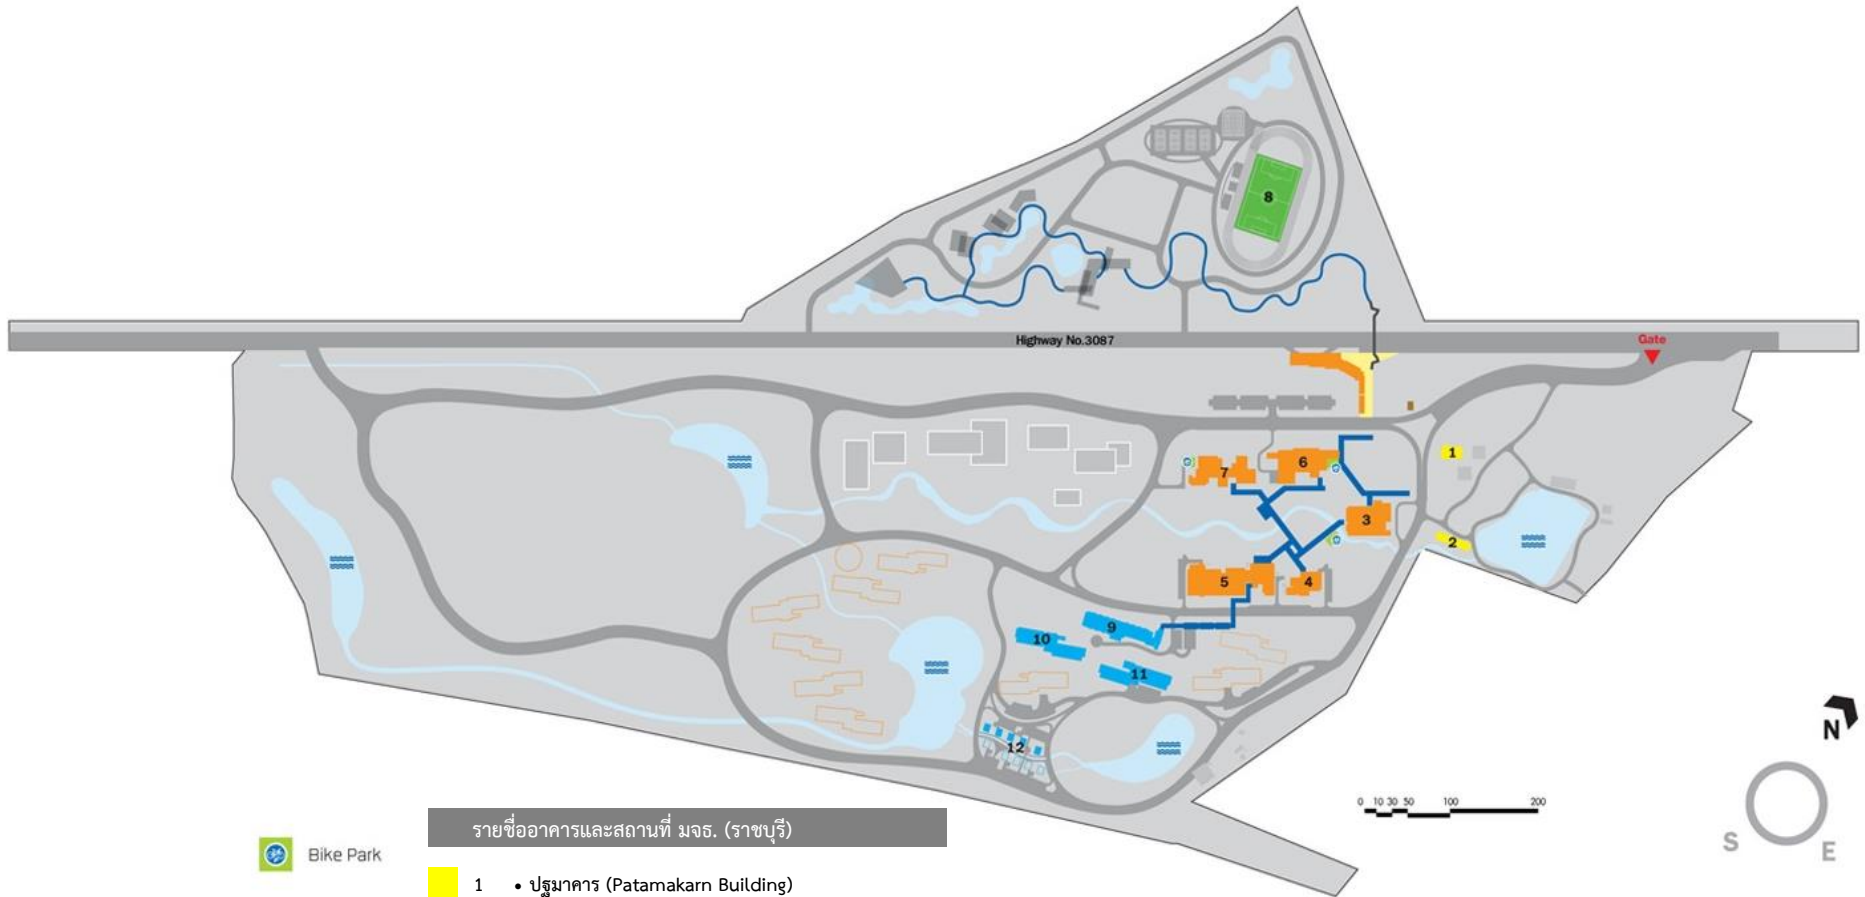 8
Highway No.3087
Gate
1
7
6
3
2
5
4
9
10
11
12
N
0 10 30 50 100 200
S
E
รายชื่ออาคารและสถานที่ มจธ. (ราชบุรี)
Bike Park
1 • ปฐมาคาร (Patamakarn Building)